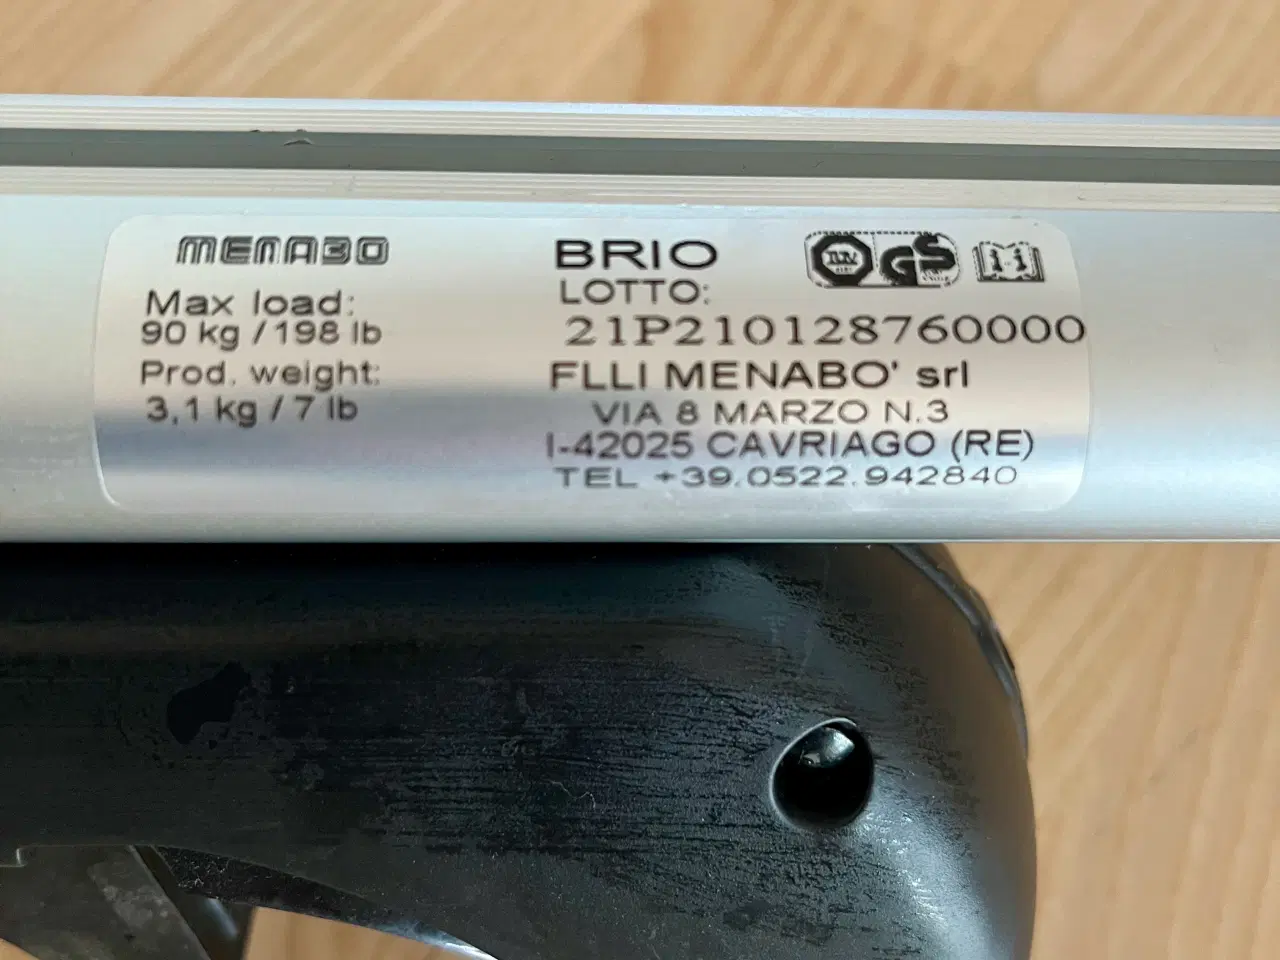 MENABO
Max load:
90 kg / 198 lb
Prod. weight:
3,1 kg / 7 lb
BRIO
LOTTO:
21P210128760000
FLLI MENABO' srl
VIA 8 MARZO N.3
I-42025 CAVRIAGO (RE)
TEL +39.0522.942840
TÜV
GS